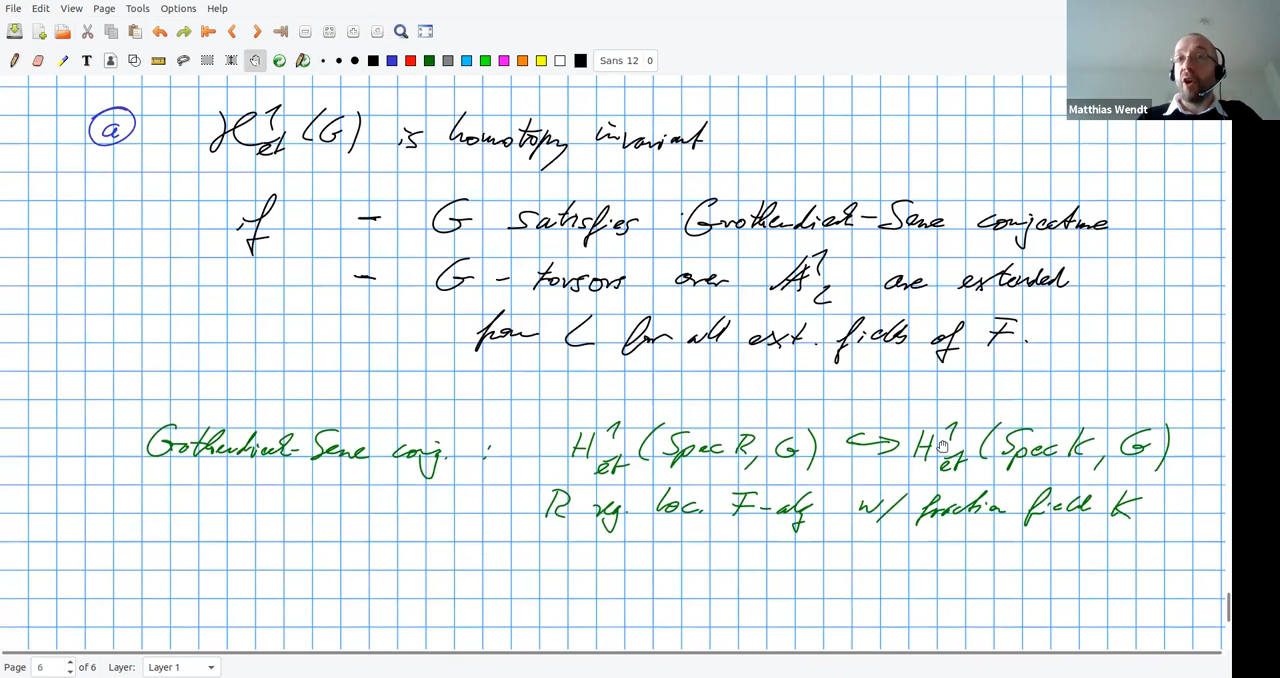 File Edit View Page Tools Options Help
Sans 12 0
Matthias Wendt
ⓐ ℋ¹ét (G) is homotopy invariant
if - G satisfies Grothendieck-Serre conjecture
- G-torsors over 𝔸¹_L are extended
from L for all ext. fields of F.
Grothendieck-Serre conj. : H¹ét (Spec R, G) ↪ H¹ét (Spec K, G)
R reg. loc. F-alg w/ fraction field K
Page 6 of 6 Layer: Layer 1